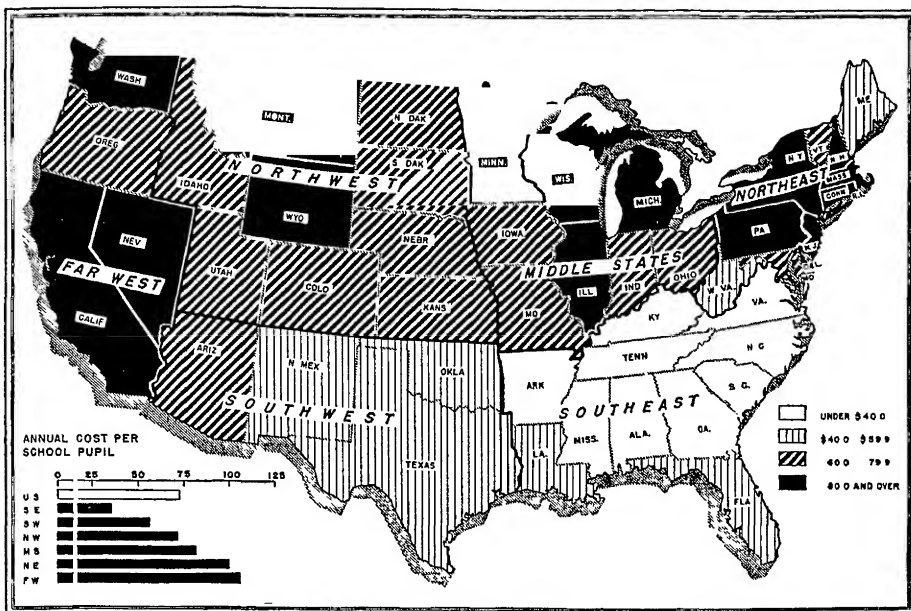 WASH
MONT.
N DAK
MINN.
ME
OREG
IDAHO
S DAK
WIS
MICH.
N Y
VT.
N H
MASS
CONN
NORTHWEST
NORTHEAST
WYO
NEV
NEBR
IOWA
PA
N.J.
FAR WEST
UTAH
COLO
KANS
MIDDLE STATES
ILL
IND
OHIO
W VA.
VA.
MO
KY
CALIF
ARIZ
N MEX
OKLA
ARK
TENN
N C
S.C.
SOUTHWEST
SOUTHEAST
TEXAS
LA.
MISS.
ALA.
GA.
FLA
UNDER $40.0
$40.0 $59.9
60.0 79.9
80.0 AND OVER
ANNUAL COST PER
SCHOOL PUPIL
0 25 50 75 100 125
U S
S E
S W
N W
M S
N E
F W